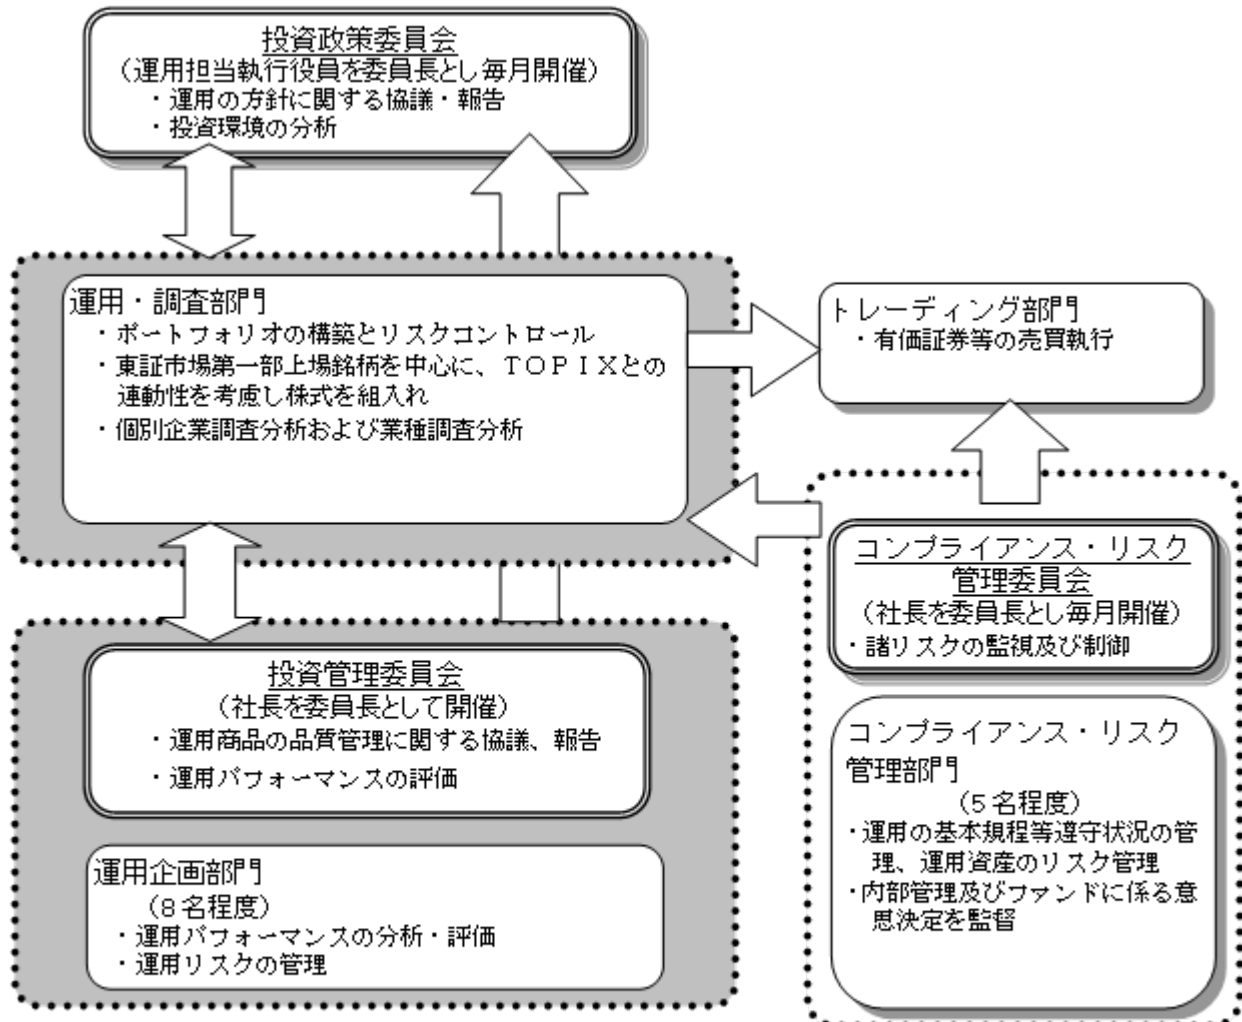 投資政策委員会
（運用担当執行役員を委員長とし毎月開催）
・運用の方針に関する協議・報告
・投資環境の分析
運用・調査部門
・ポートフォリオの構築とリスクコントロール
・東証市場第一部上場銘柄を中心に、ＴＯＰＩＸとの
連動性を考慮し株式を組入れ
・個別企業調査分析および業種調査分析
トレーディング部門
・有価証券等の売買執行
コンプライアンス・リスク
管理委員会
（社長を委員長とし毎月開催）
・諸リスクの監視及び制御
投資管理委員会
（社長を委員長として開催）
・運用商品の品質管理に関する協議、報告
・運用パフォーマンスの評価
コンプライアンス・リスク
管理部門
（５名程度）
・運用の基本規程等遵守状況の管
理、運用資産のリスク管理
・内部管理及びファンドに係る意
思決定を監督
運用企画部門
（８名程度）
・運用パフォーマンスの分析・評価
・運用リスクの管理